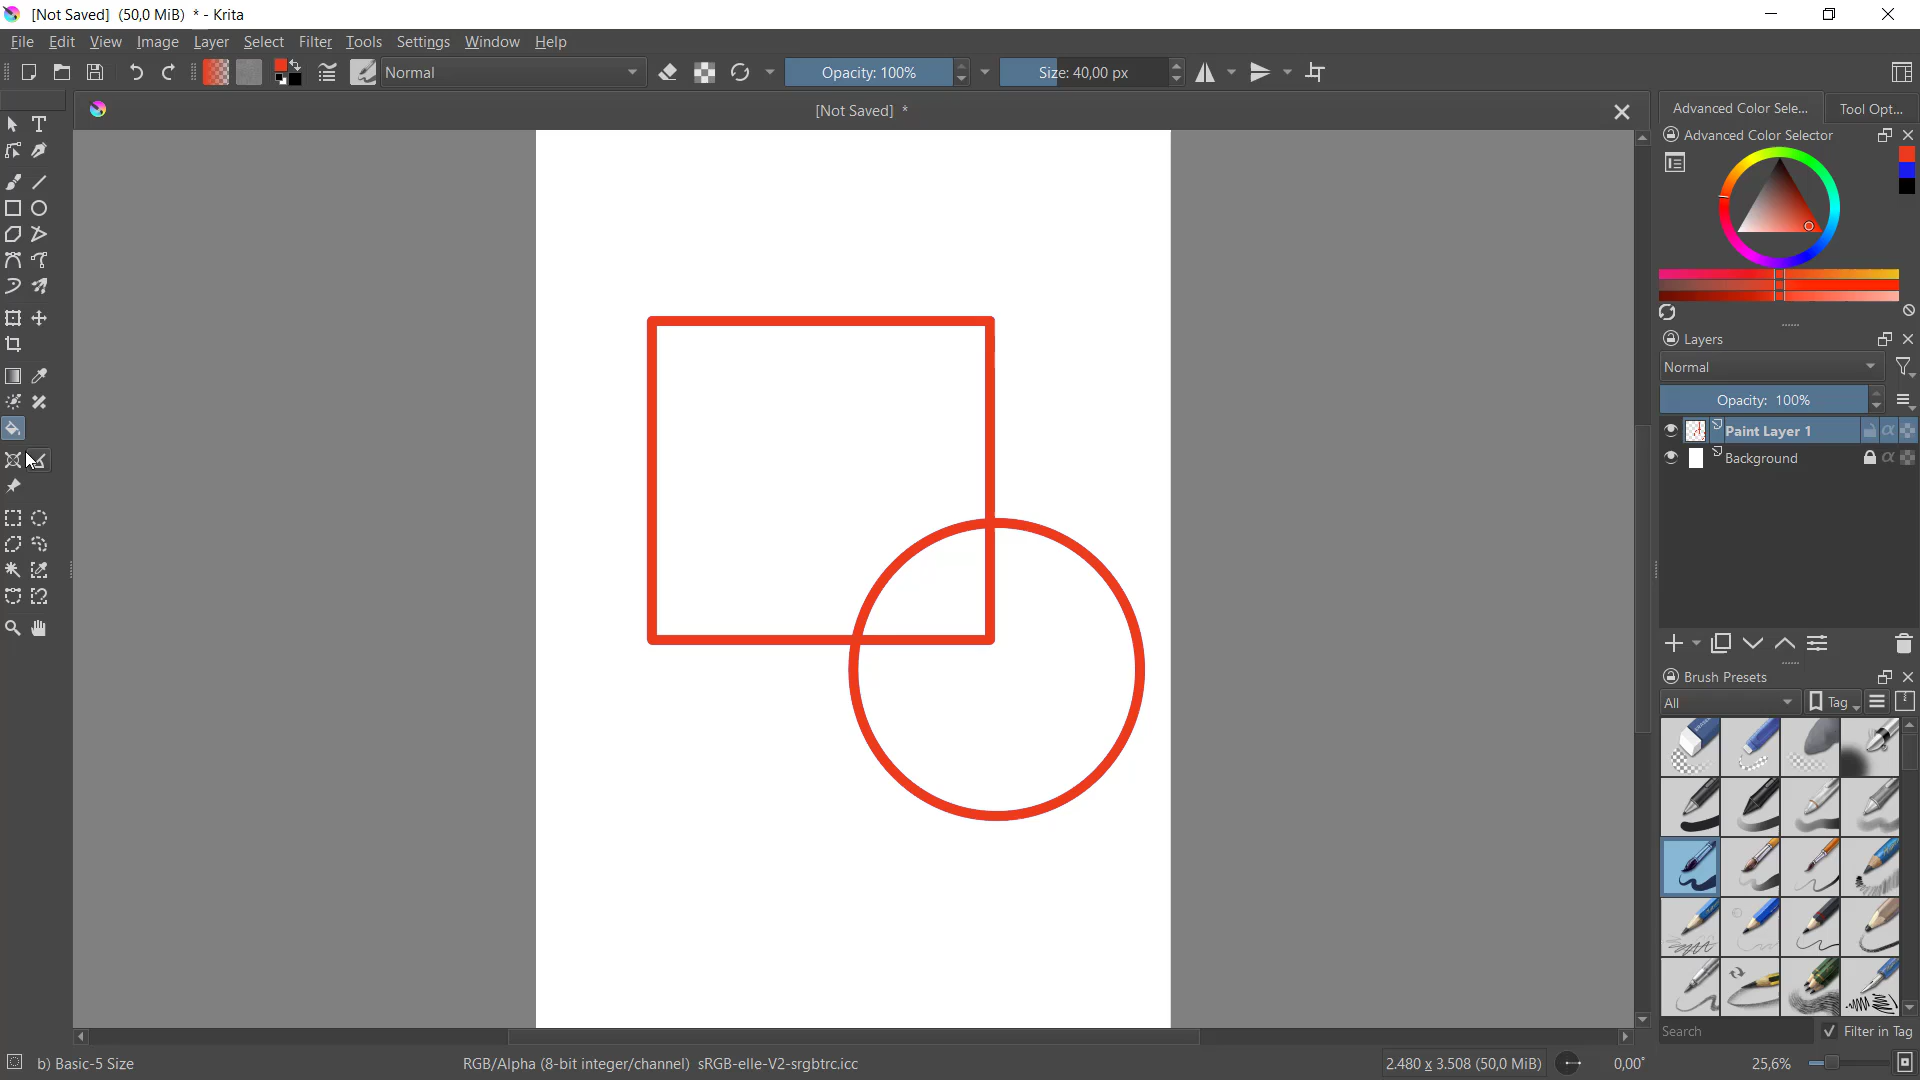 [Not Saved]  (50,0 MiB)  * - Krita
File Edit View Image Layer Select Filter Tools Settings Window Help
Normal Opacity: 100% Size: 40,00 px
[Not Saved]  *
Advanced Color Sele... Tool Opt...
Advanced Color Selector
Layers
Normal
Opacity:  100%
Paint Layer 1
Background
Brush Presets
All Tag
Search Filter in Tag
b) Basic-5 Size RGB/Alpha (8-bit integer/channel)  sRGB-elle-V2-srgbtrc.icc 2.480 x 3.508 (50,0 MiB) 0,00° 25,6%